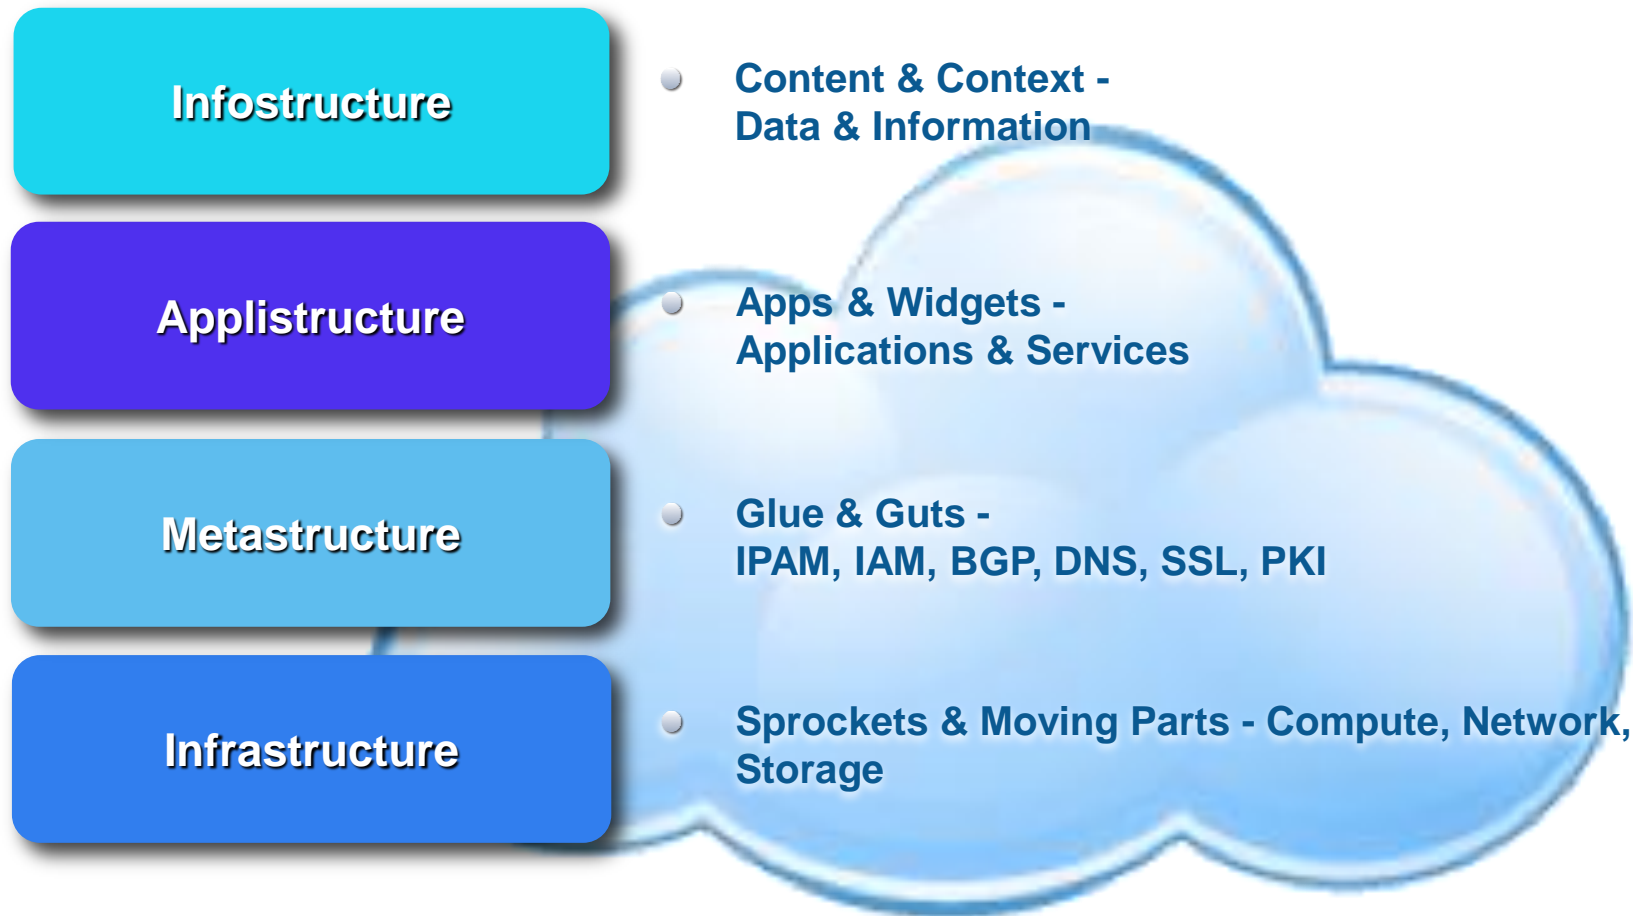 Infostructure
Content & Context -
Data & Information
Applistructure
Apps & Widgets -
Applications & Services
Metastructure
Glue & Guts -
IPAM, IAM, BGP, DNS, SSL, PKI
Infrastructure
Sprockets & Moving Parts - Compute, Network,
Storage